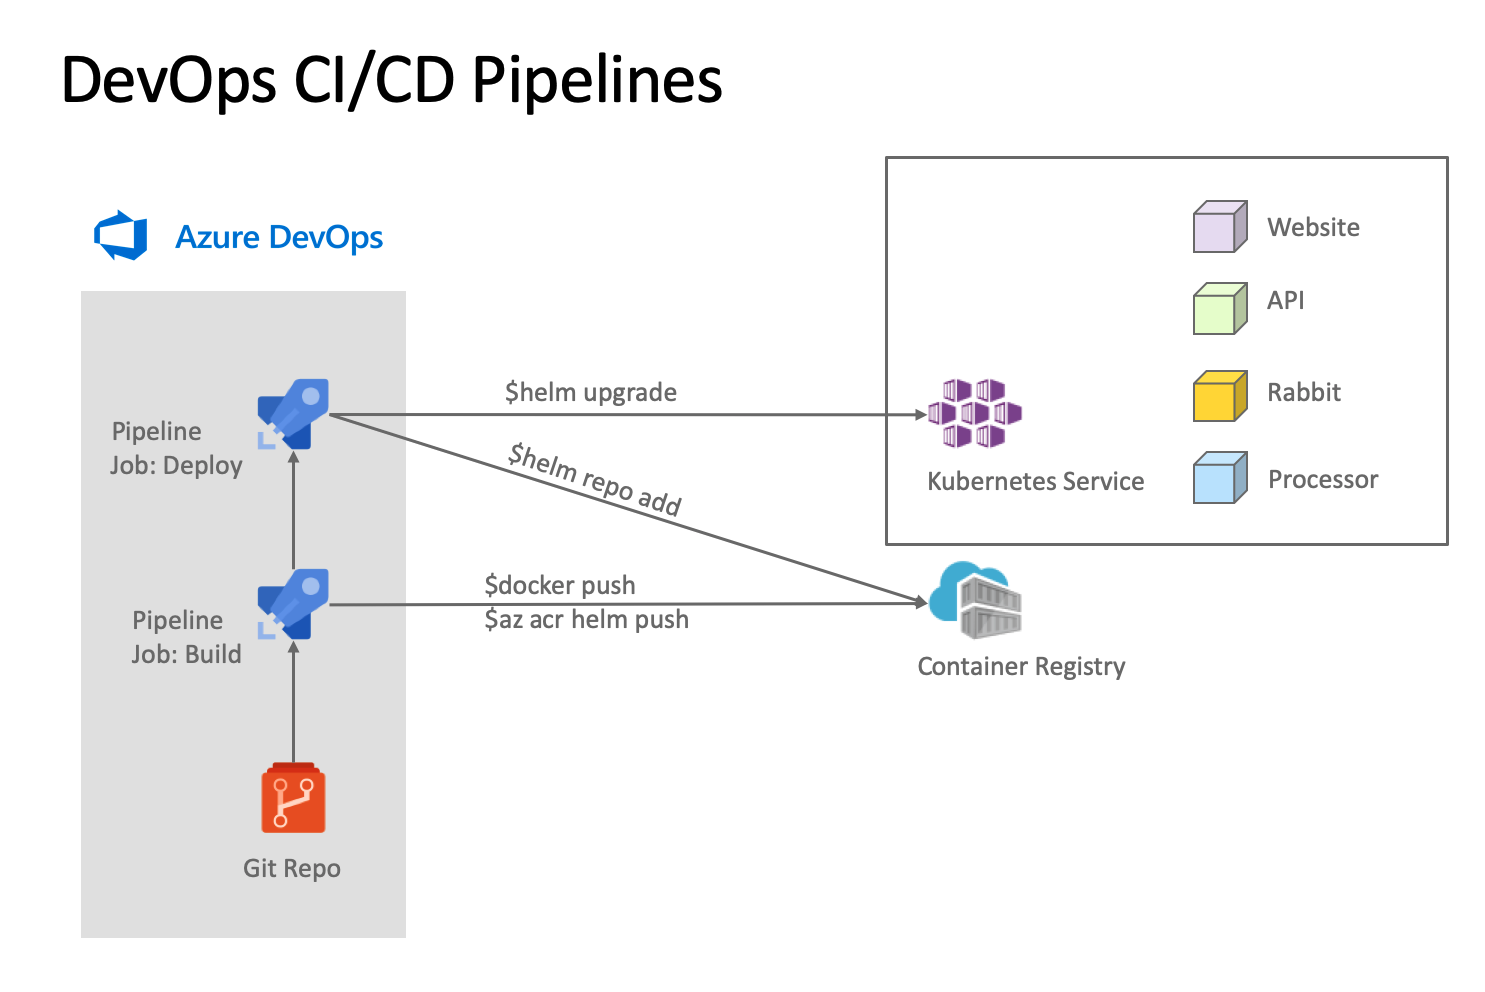 DevOps CI/CD Pipelines
Azure DevOps
Pipeline
Job: Deploy
Pipeline
Job: Build
Git Repo
$helm upgrade
$helm repo add
$docker push
$az acr helm push
Kubernetes Service
Container Registry
Website
API
Rabbit
Processor